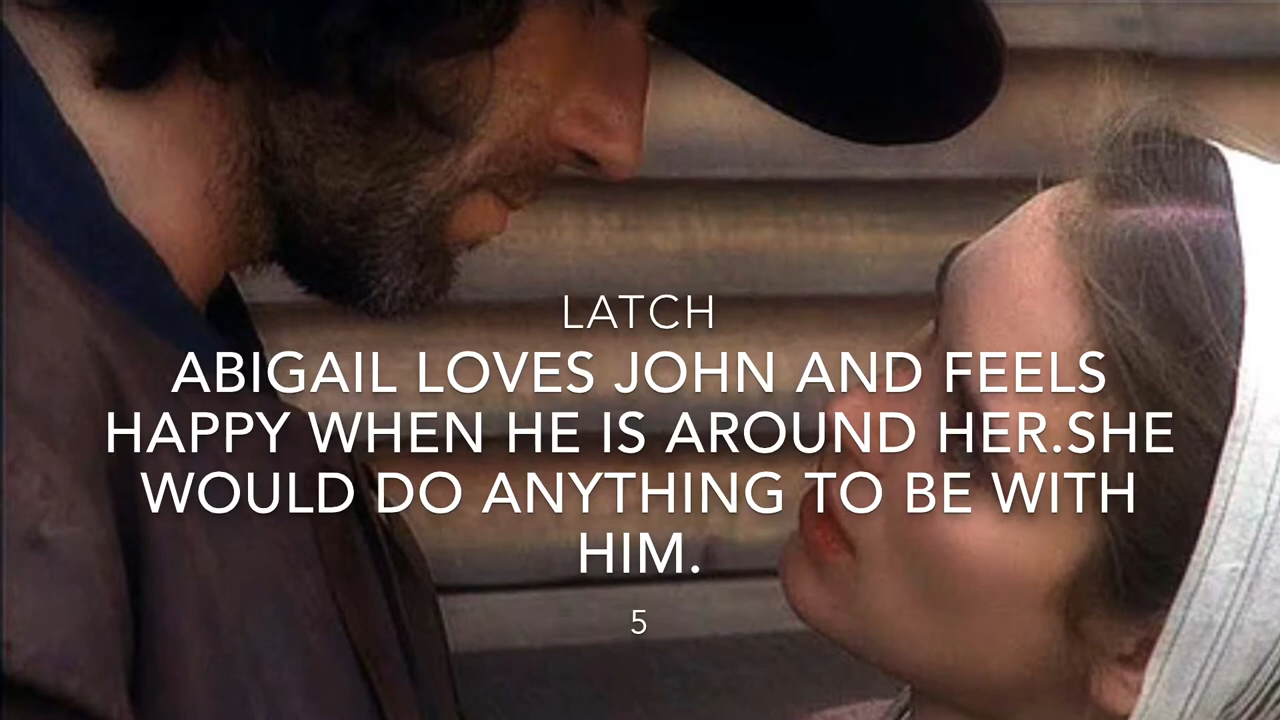 LATCH
ABIGAIL LOVES JOHN AND FEELS
HAPPY WHEN HE IS AROUND HER.SHE
WOULD DO ANYTHING TO BE WITH
HIM.
5